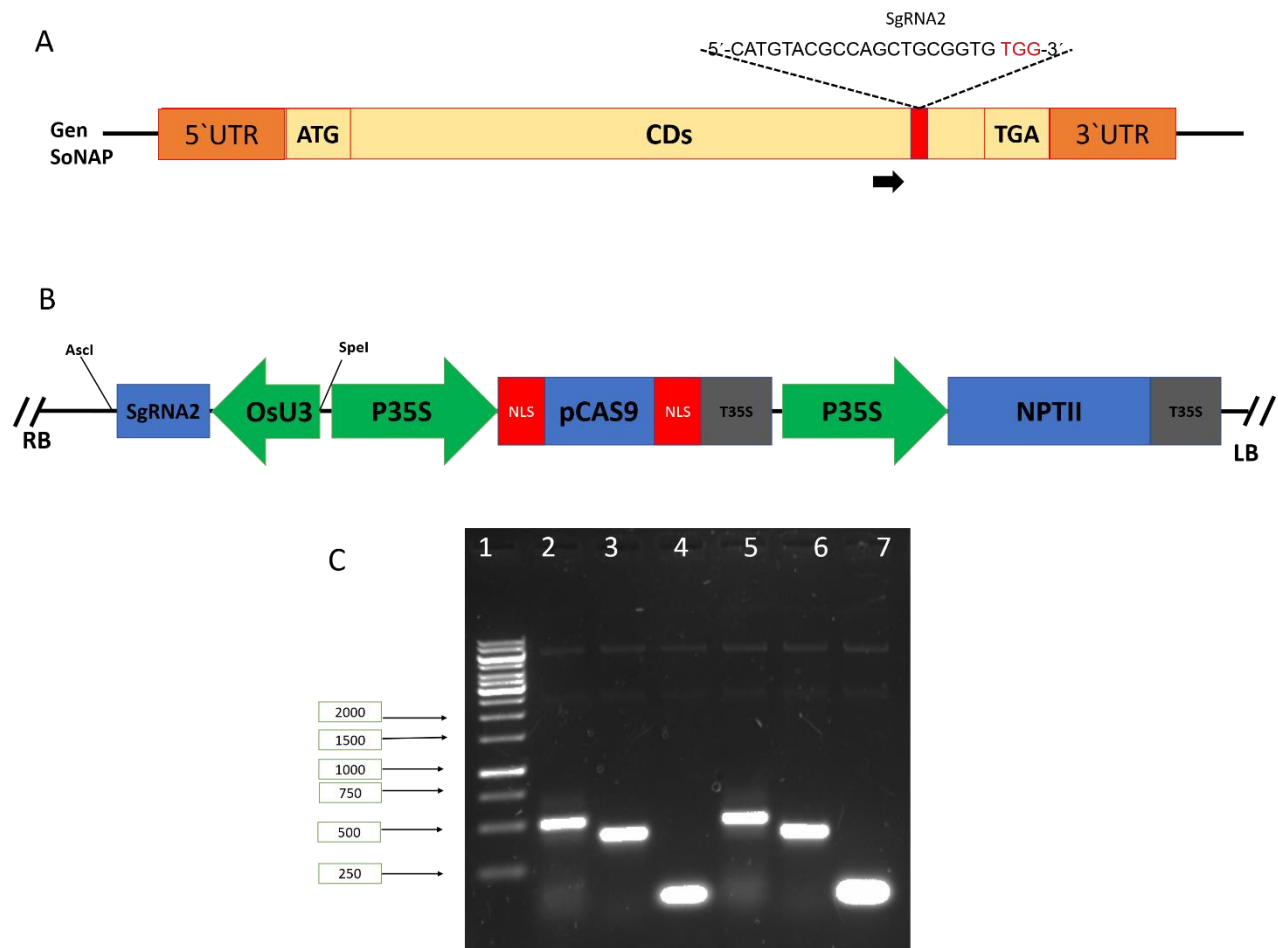 A
SgRNA2
5´-CATGTACGCCAGCTGCGGTG TGG-3´
Gen
SoNAP
5`UTR
ATG
CDs
TGA
3`UTR
B
AscI
SpeI
SgRNA2
OsU3
P35S
NLS
pCAS9
NLS
T35S
P35S
NPTII
T35S
RB
LB
C
1 2 3 4 5 6 7
2000
1500
1000
750
500
250